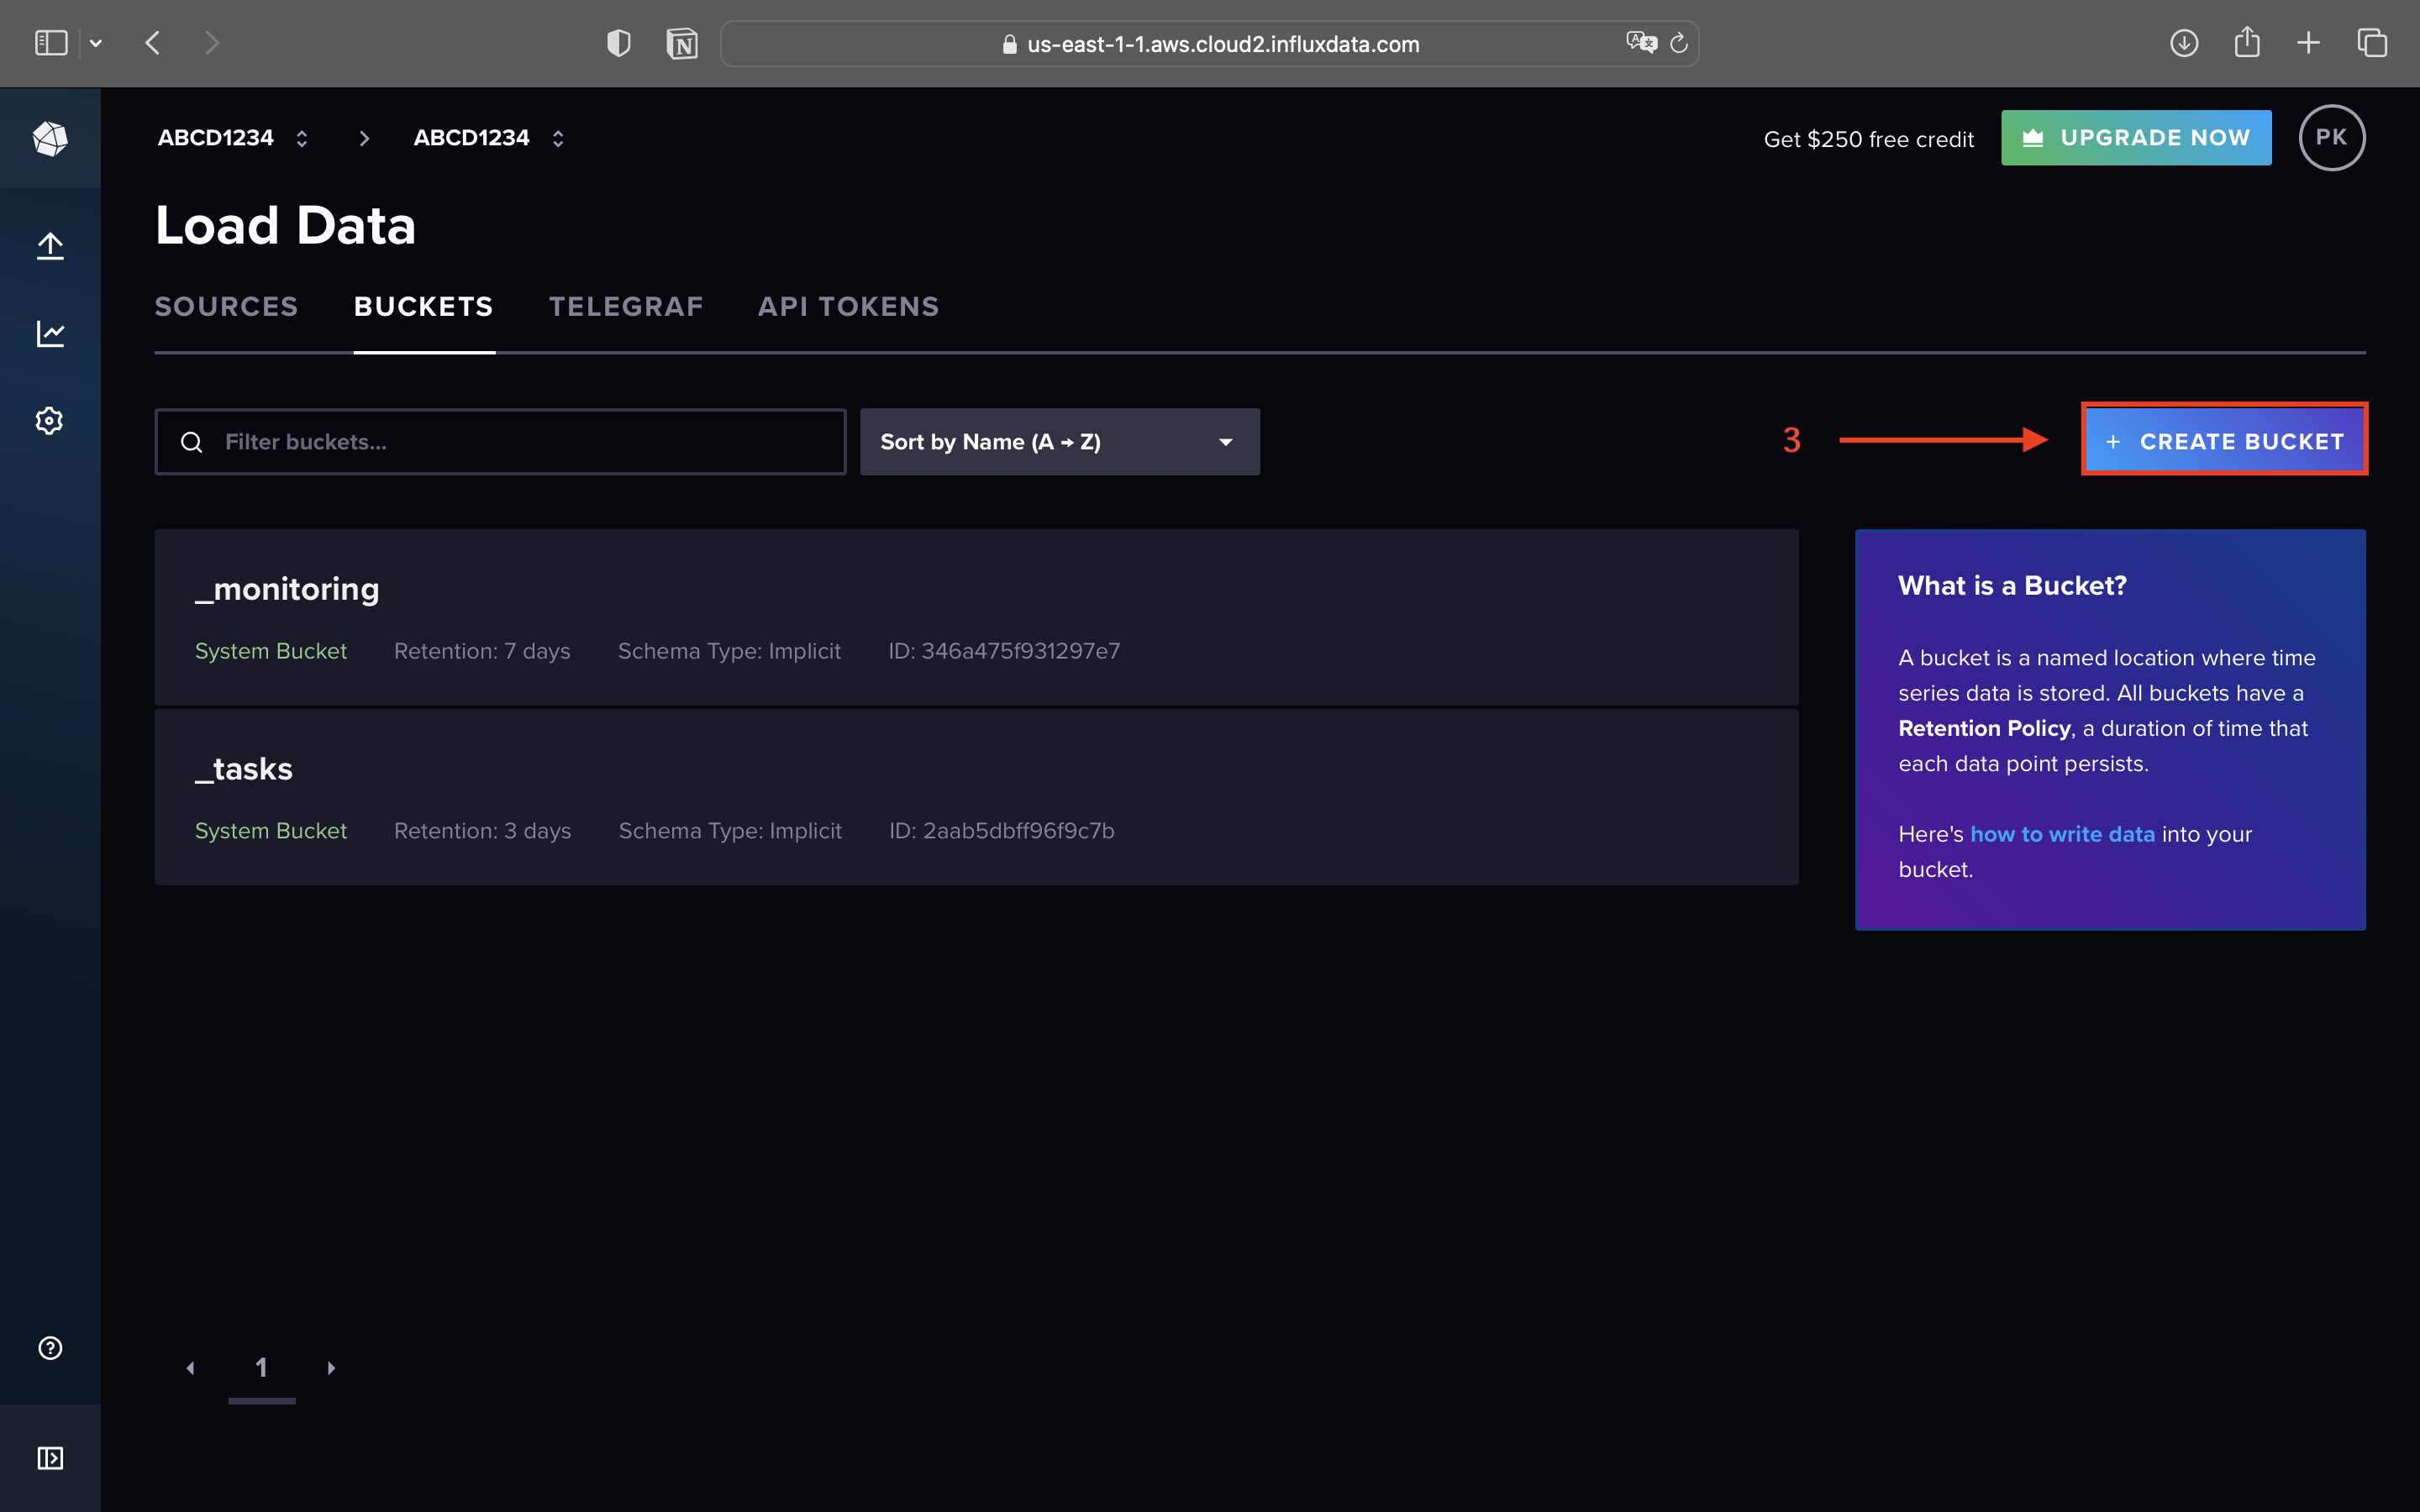 us-east-1-1.aws.cloud2.influxdata.com
ABCD1234 > ABCD1234
Get $250 free credit
UPGRADE NOW
PK
Load Data
SOURCES BUCKETS TELEGRAF API TOKENS
Filter buckets...
Sort by Name (A → Z)
3
+ CREATE BUCKET
_monitoring
System Bucket Retention: 7 days Schema Type: Implicit ID: 346a475f931297e7
_tasks
System Bucket Retention: 3 days Schema Type: Implicit ID: 2aab5dbff96f9c7b
What is a Bucket?
A bucket is a named location where time
series data is stored. All buckets have a
Retention Policy, a duration of time that
each data point persists.
Here's how to write data into your
bucket.
1